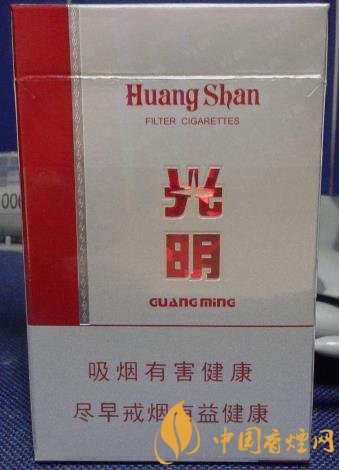 Huang Shan
FILTER CIGARETTES
光
明
GUANG MING
吸烟有害健康
尽早戒烟有益健康
中国香烟网